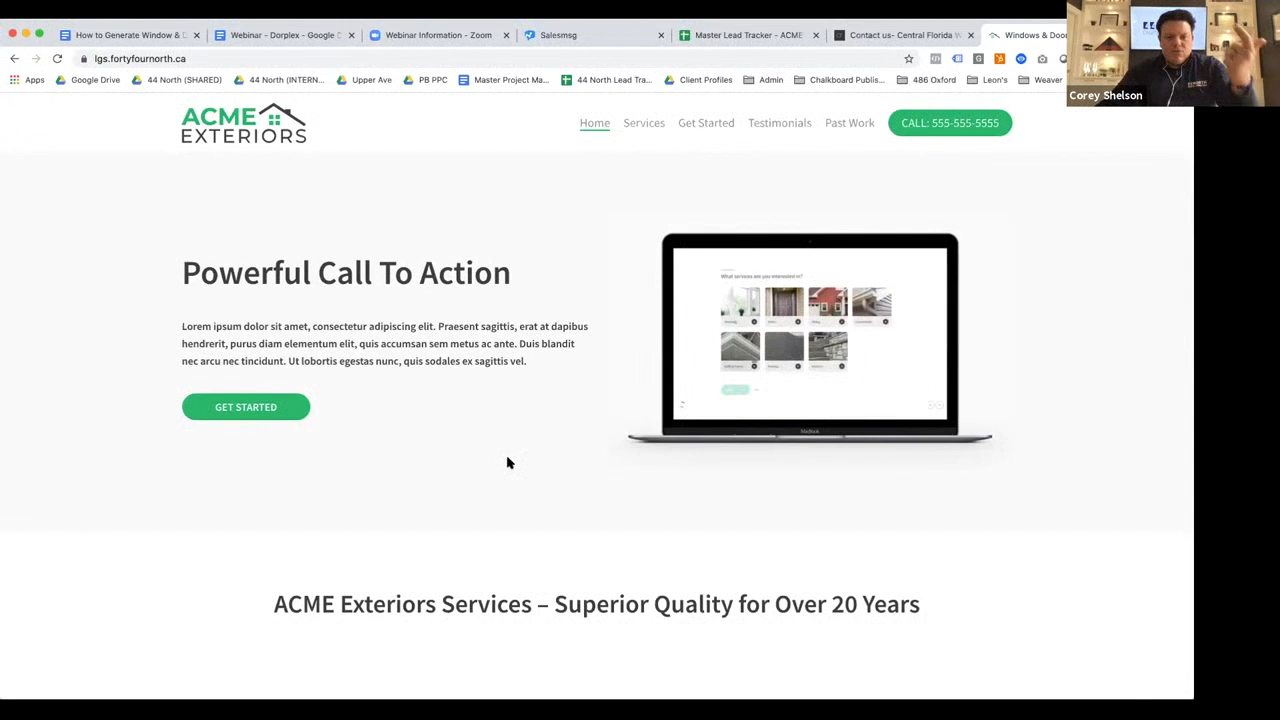 How to Generate Window & D
Webinar - Dorplex - Google D
Webinar Information - Zoom
Salesmsg
Master Lead Tracker - ACME
Contact us- Central Florida W
Windows & Doo
Corey Shelson
lgs.fortyfournorth.ca
Apps
Google Drive
44 North (SHARED)
44 North (INTERN...
Upper Ave
PB PPC
Master Project Ma...
44 North Lead Tra...
Client Profiles
Admin
Chalkboard Publis...
486 Oxford
Leon's
Weaver
ACME
EXTERIORS
Home
Services
Get Started
Testimonials
Past Work
CALL: 555-555-5555
Powerful Call To Action
Lorem ipsum dolor sit amet, consectetur adipiscing elit. Praesent sagittis, erat at dapibus
hendrerit, purus diam elementum elit, quis accumsan sem metus ac ante. Duis blandit
nec arcu nec tincidunt. Ut lobortis egestas nunc, quis sodales ex sagittis vel.
GET STARTED
What services are you interested in?
MacBook
ACME Exteriors Services – Superior Quality for Over 20 Years